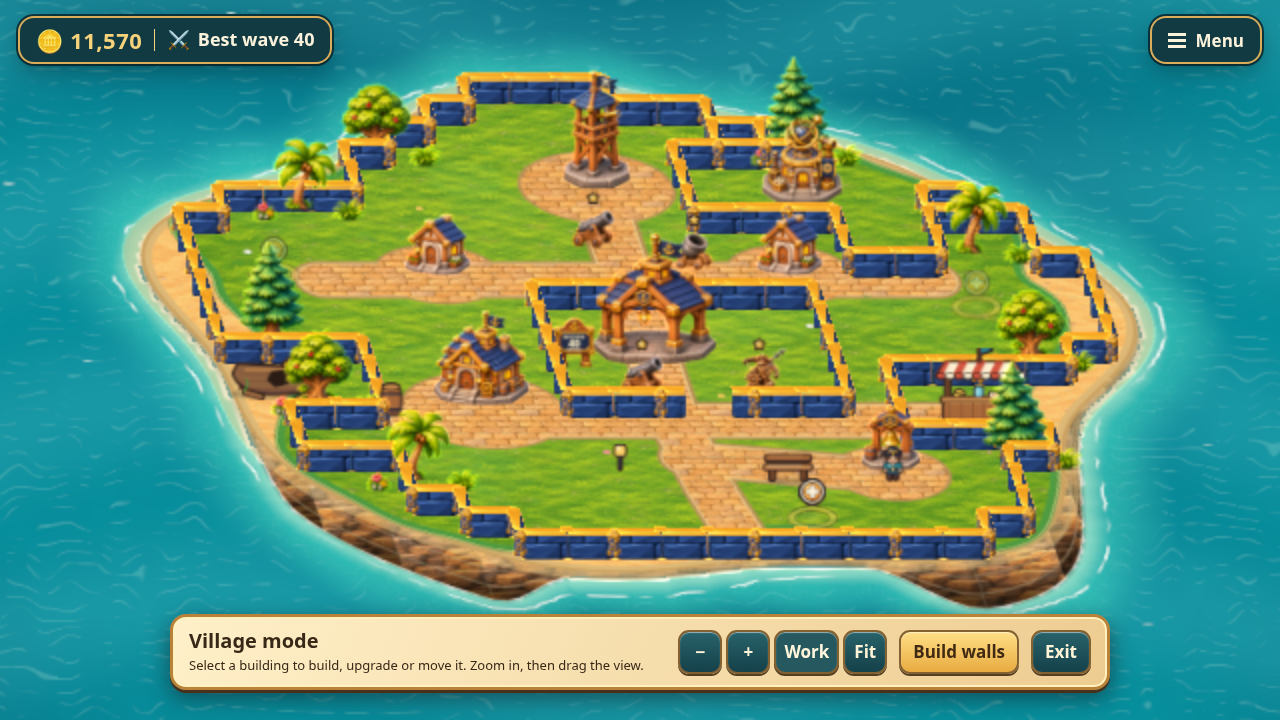 11,570
Best wave 40
Menu
Village mode
Select a building to build, upgrade or move it. Zoom in, then drag the view.
−
+
Work
Fit
Build walls
Exit